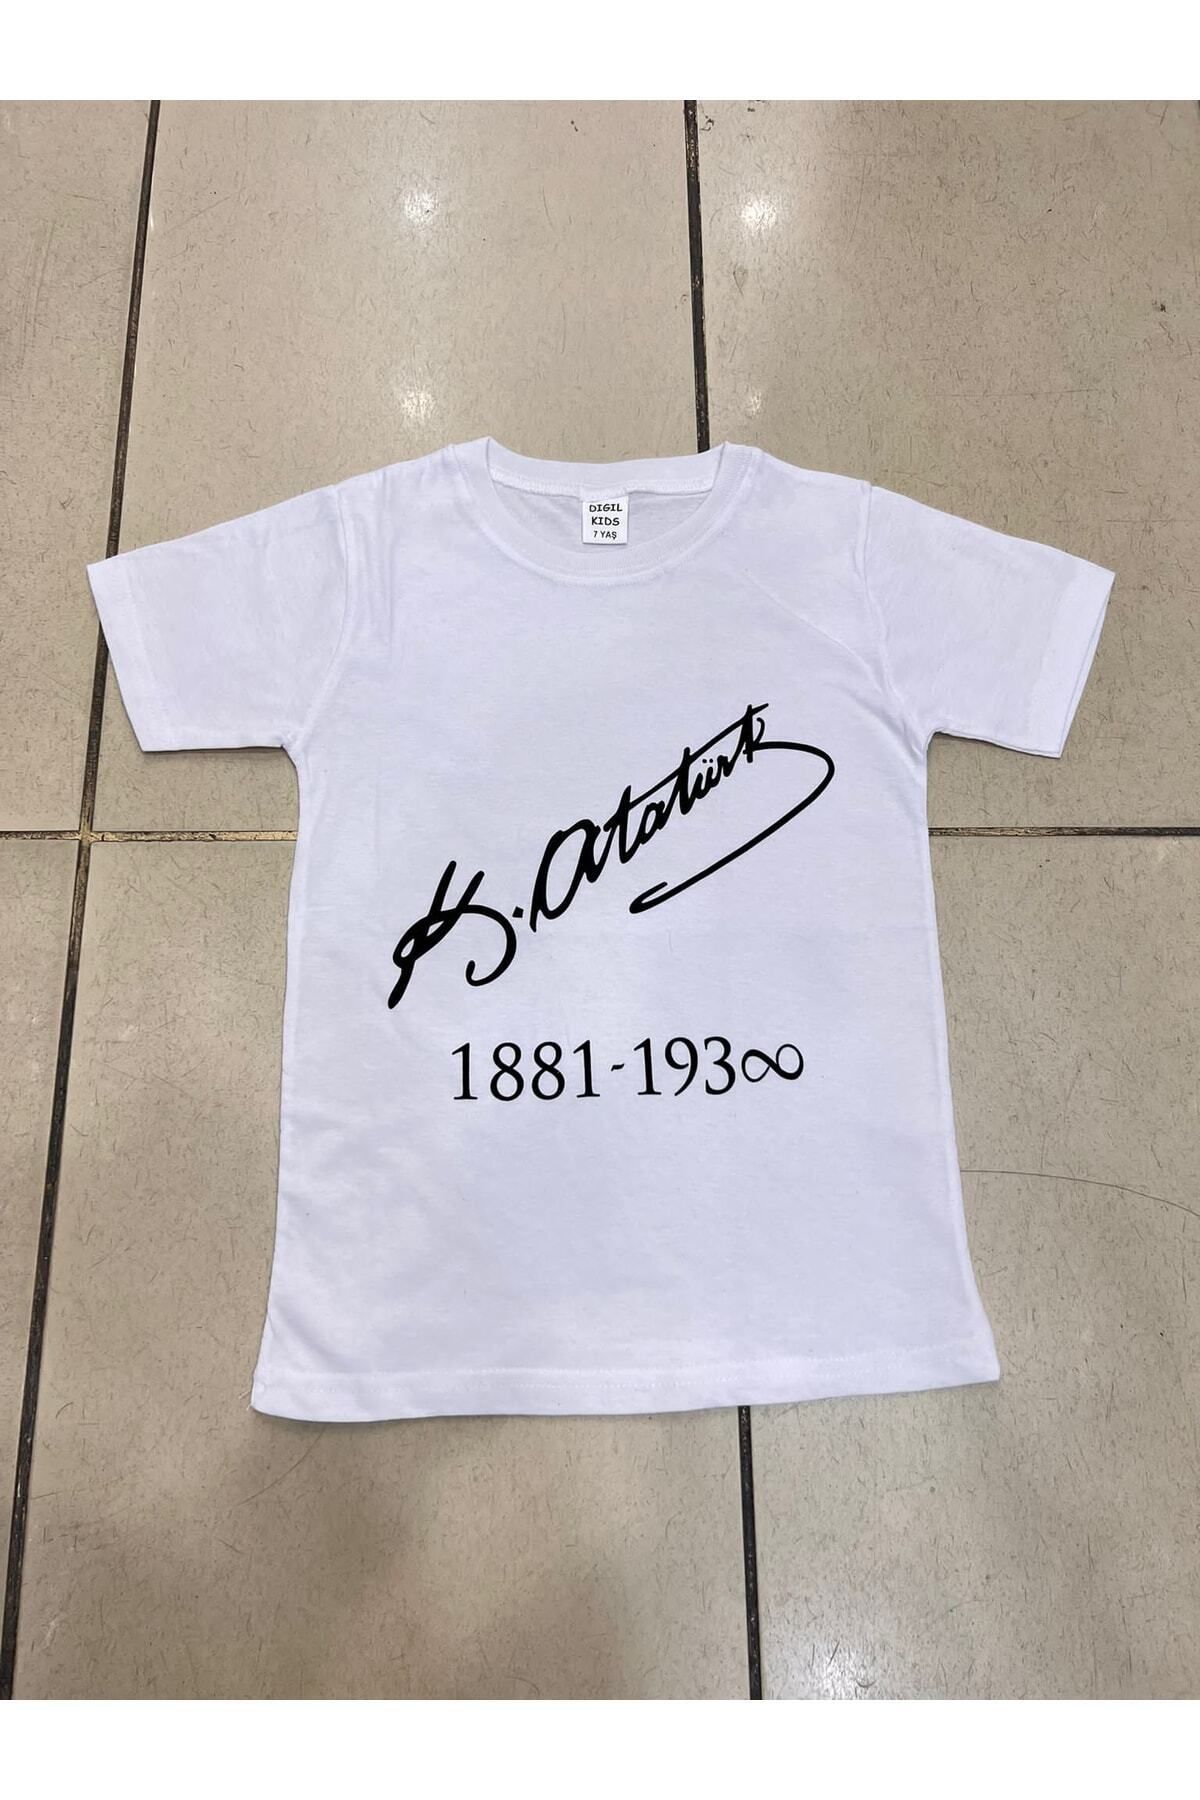 DIGIL
KIDS
7 YAŞ
K. Atatürk
1881-193∞